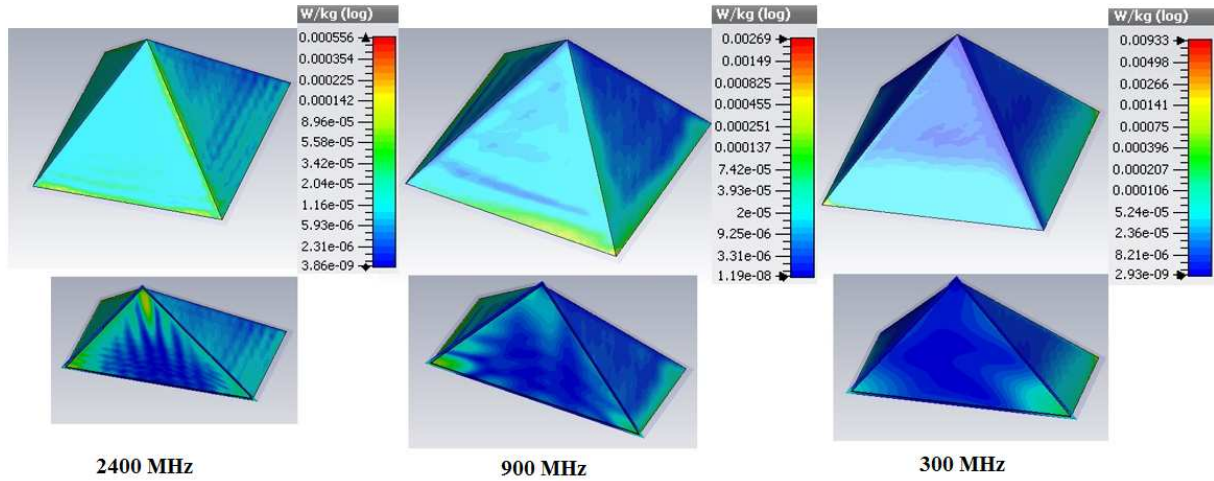 W/kg (log)
0.000556
0.000354
0.000225
0.000142
8.96e-05
5.58e-05
3.42e-05
2.04e-05
1.16e-05
5.93e-06
2.31e-06
3.86e-09
W/kg (log)
0.00269
0.00149
0.000825
0.000455
0.000251
0.000137
7.42e-05
3.93e-05
2e-05
9.25e-06
3.31e-06
1.19e-08
W/kg (log)
0.00933
0.00498
0.00266
0.00141
0.00075
0.000396
0.000207
0.000106
5.24e-05
2.36e-05
8.21e-06
2.93e-09
2400 MHz
900 MHz
300 MHz